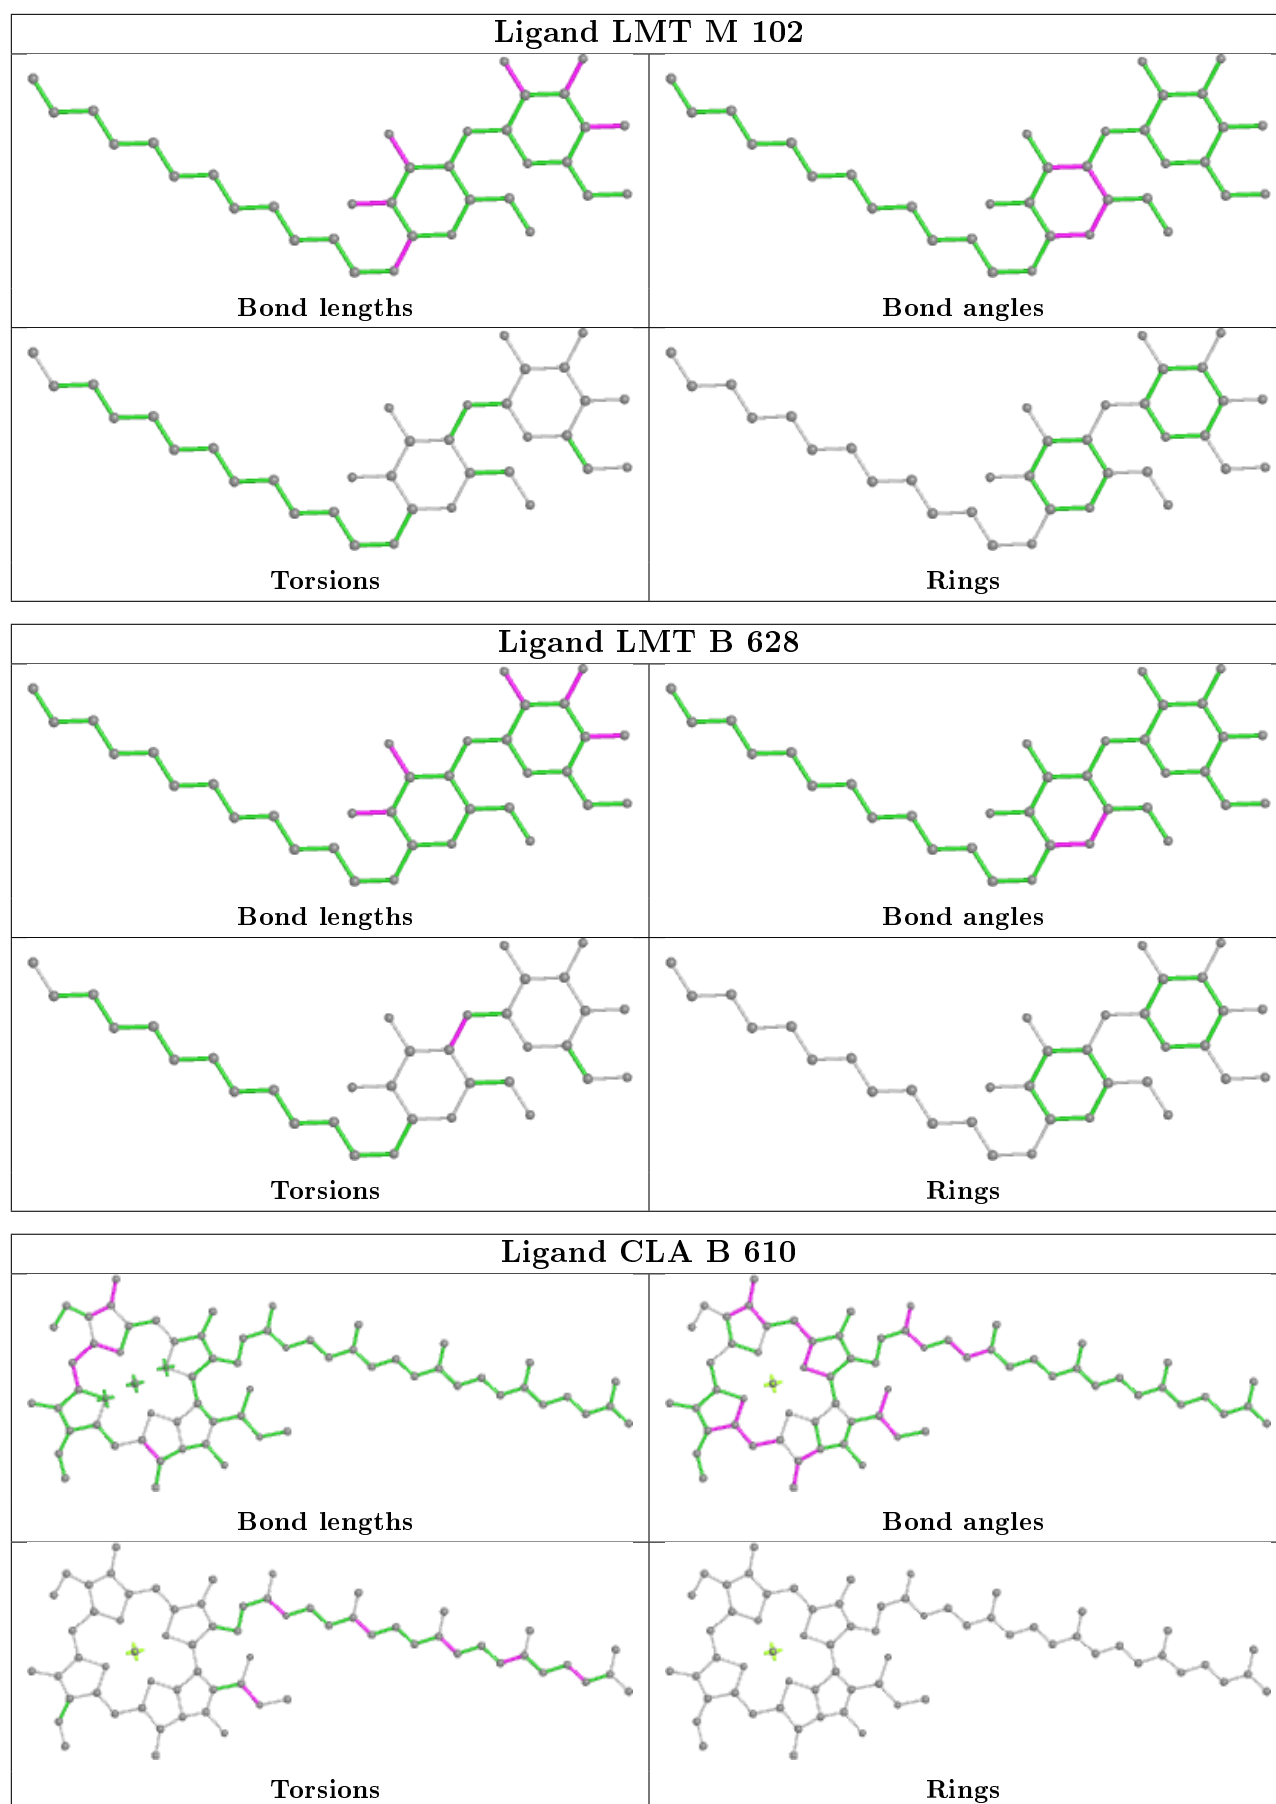 Ligand LMT M 102
Bond lengths
Bond angles
Torsions
Rings
Ligand LMT B 628
Bond lengths
Bond angles
Torsions
Rings
Ligand CLA B 610
Bond lengths
Bond angles
Torsions
Rings